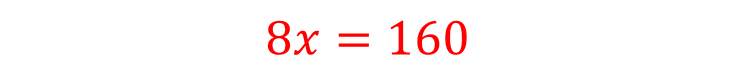 8x = 160